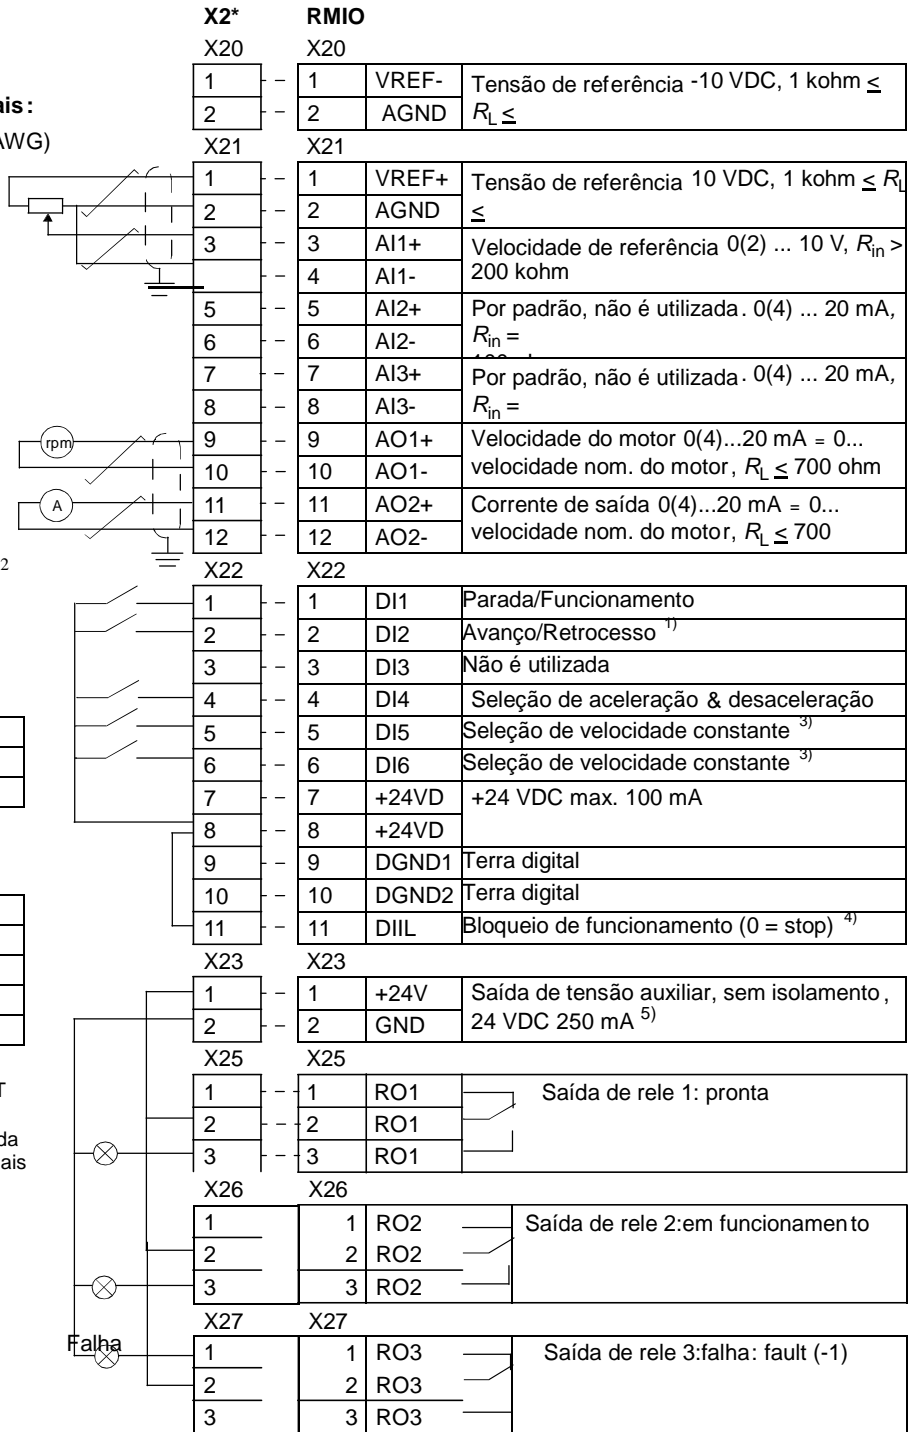 X2* RMIO
X20 X20
1 1 VREF- Tensão de referência -10 VDC, 1 kohm ≤
2 2 AGND RL ≤
ais:
AWG)
X21 X21
1 1 VREF+ Tensão de referência 10 VDC, 1 kohm ≤ RL
2 2 AGND ≤
3 3 AI1+ Velocidade de referência 0(2) ... 10 V, Rin >
4 AI1- 200 kohm
5 5 AI2+ Por padrão, não é utilizada. 0(4) ... 20 mA,
6 6 AI2- Rin =
7 7 AI3+ Por padrão, não é utilizada. 0(4) ... 20 mA,
8 8 AI3- Rin =
rpm 9 9 AO1+ Velocidade do motor 0(4)...20 mA = 0...
10 10 AO1- velocidade nom. do motor, RL ≤ 700 ohm
A 11 11 AO2+ Corrente de saída 0(4)...20 mA = 0...
12 12 AO2- velocidade nom. do motor, RL ≤ 700
2
X22 X22
1 1 DI1 Parada/Funcionamento
2 2 DI2 Avanço/Retrocesso 1)
3 3 DI3 Não é utilizada
4 4 DI4 Seleção de aceleração & desaceleração
5 5 DI5 Seleção de velocidade constante 3)
6 6 DI6 Seleção de velocidade constante 3)
7 7 +24VD +24 VDC max. 100 mA
8 8 +24VD
9 9 DGND1 Terra digital
10 10 DGND2 Terra digital
11 11 DIIL Bloqueio de funcionamento (0 = stop) 4)
X23 X23
1 1 +24V Saída de tensão auxiliar, sem isolamento,
2 2 GND 24 VDC 250 mA 5)
X25 X25
1 1 RO1 Saída de rele 1: pronta
2 2 RO1
3 3 RO1
T
da
ais
X26 X26
1 1 RO2 Saída de rele 2:em funcionamento
2 2 RO2
3 3 RO2
X27 X27
Falha
1 1 RO3 Saída de rele 3:falha: fault (-1)
2 2 RO3
3 3 RO3